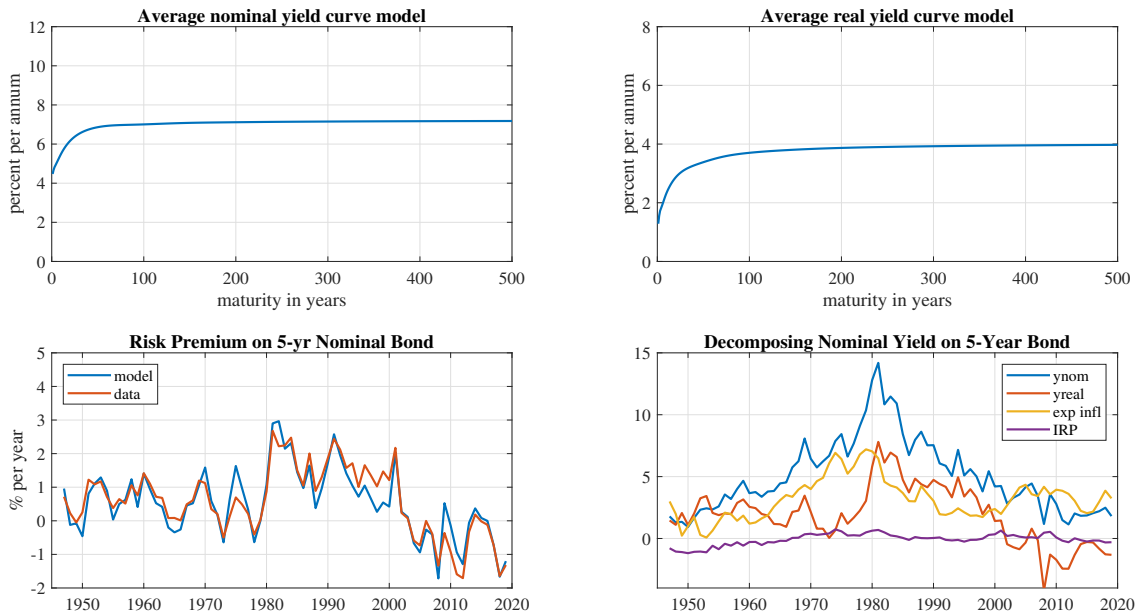 Average nominal yield curve model
12
10
8
6
4
2
0
percent per annum
0 100 200 300 400 500
maturity in years
Average real yield curve model
8
6
4
2
0
percent per annum
0 100 200 300 400 500
maturity in years
Risk Premium on 5-yr Nominal Bond
5
4
3
2
1
0
-1
-2
% per year
model
data
1950 1960 1970 1980 1990 2000 2010 2020
Decomposing Nominal Yield on 5-Year Bond
15
10
5
0
ynom
yreal
exp infl
IRP
1950 1960 1970 1980 1990 2000 2010 2020